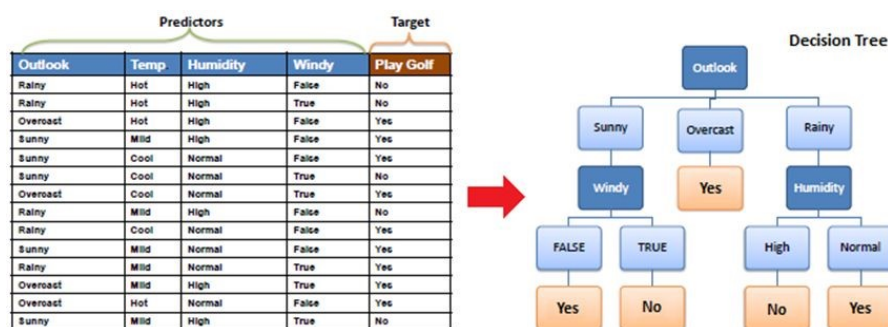 Predictors Target
Outlook Temp Humidity Windy Play Golf
Rainy Hot High False No
Rainy Hot High True No
Overcast Hot High False Yes
Sunny Mild High False Yes
Sunny Cool Normal False Yes
Sunny Cool Normal True No
Overcast Cool Normal True Yes
Rainy Mild High False No
Rainy Cool Normal False Yes
Sunny Mild Normal False Yes
Rainy Mild Normal True Yes
Overcast Mild High True Yes
Overcast Hot Normal False Yes
Sunny Mild High True No
Decision Tree
Outlook
Sunny Overcast Rainy
Windy Yes Humidity
FALSE TRUE High Normal
Yes No No Yes